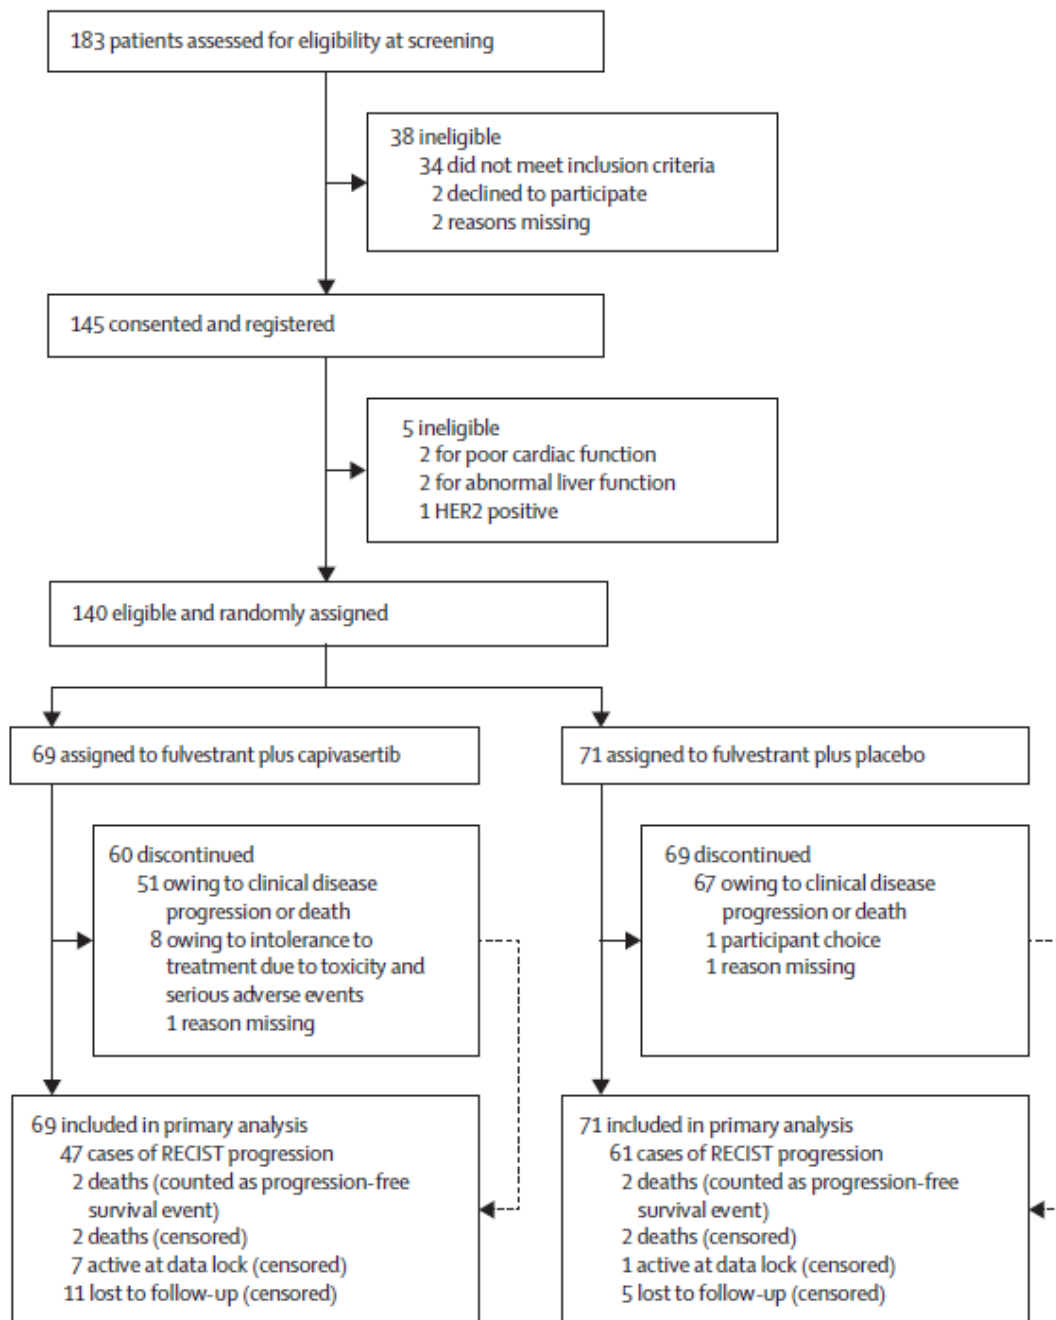 183 patients assessed for eligibility at screening
38 ineligible
34 did not meet inclusion criteria
2 declined to participate
2 reasons missing
145 consented and registered
5 ineligible
2 for poor cardiac function
2 for abnormal liver function
1 HER2 positive
140 eligible and randomly assigned
69 assigned to fulvestrant plus capivasertib
71 assigned to fulvestrant plus placebo
60 discontinued
51 owing to clinical disease
progression or death
8 owing to intolerance to
treatment due to toxicity and
serious adverse events
1 reason missing
69 discontinued
67 owing to clinical disease
progression or death
1 participant choice
1 reason missing
69 included in primary analysis
47 cases of RECIST progression
2 deaths (counted as progression-free
survival event)
2 deaths (censored)
7 active at data lock (censored)
11 lost to follow-up (censored)
71 included in primary analysis
61 cases of RECIST progression
2 deaths (counted as progression-free
survival event)
2 deaths (censored)
1 active at data lock (censored)
5 lost to follow-up (censored)